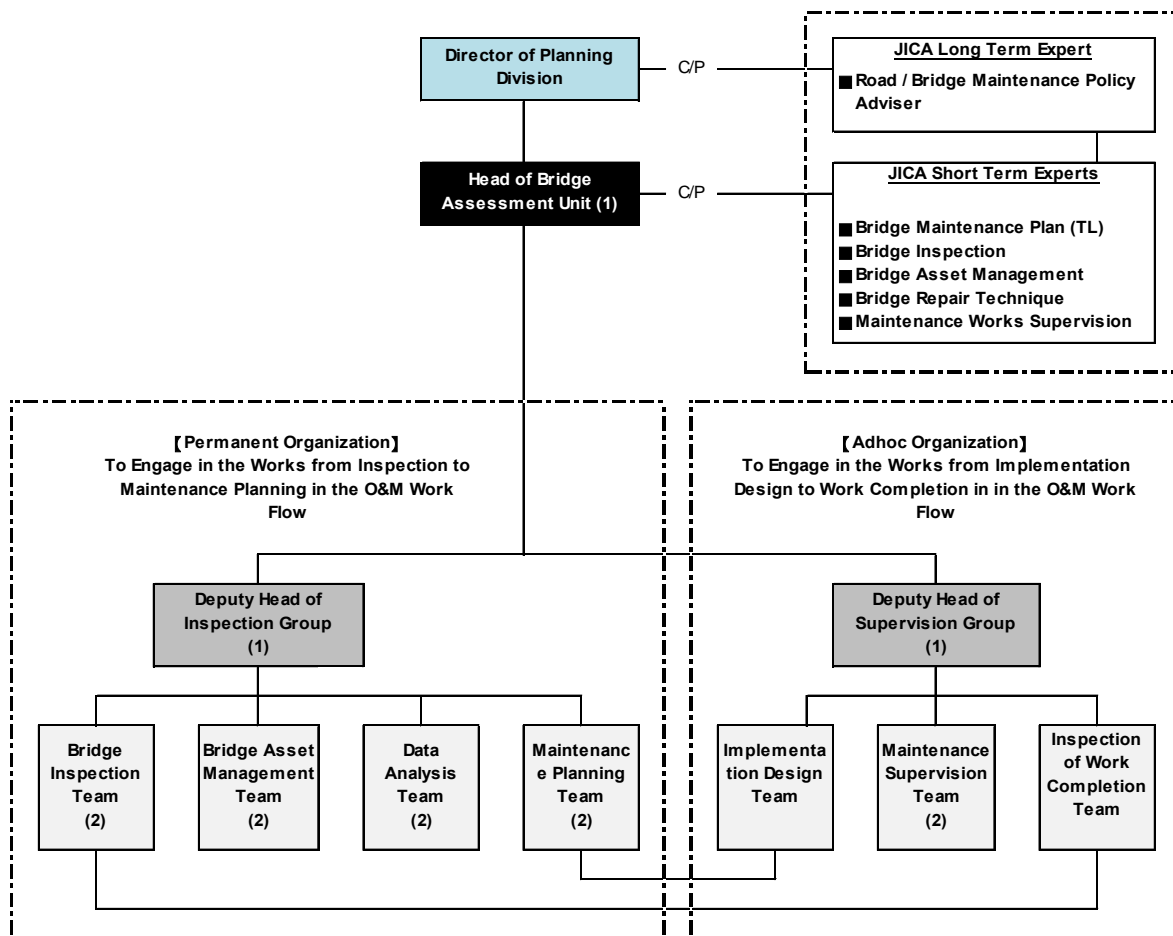 Director of Planning
Division
C/P
JICA Long Term Expert
■Road / Bridge Maintenance Policy
Adviser
Head of Bridge
Assessment Unit (1)
C/P
JICA Short Term Experts
■Bridge Maintenance Plan (TL)
■Bridge Inspection
■Bridge Asset Management
■Bridge Repair Technique
■Maintenance Works Supervision
【Permanent Organization】
To Engage in the Works from Inspection to
Maintenance Planning in the O&M Work
Flow
【Adhoc Organization】
To Engage in the Works from Implementation
Design to Work Completion in in the O&M Work
Flow
Deputy Head of
Inspection Group
(1)
Deputy Head of
Supervision Group
(1)
Bridge
Inspection
Team
(2)
Bridge Asset
Management
Team
(2)
Data
Analysis
Team
(2)
Maintenanc
e Planning
Team
(2)
Implementa
tion Design
Team
Maintenance
Supervision
Team
(2)
Inspection
of Work
Completion
Team